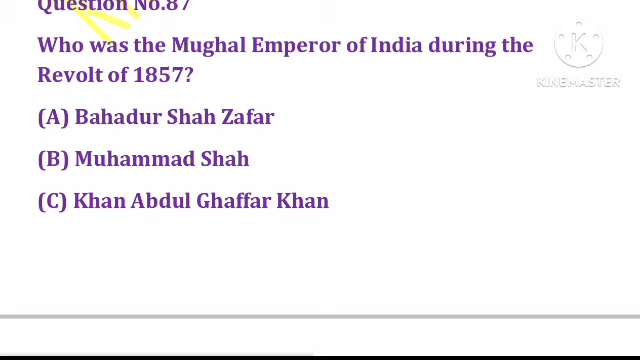 Question No.87
Who was the Mughal Emperor of India during the
Revolt of 1857?
(A) Bahadur Shah Zafar
(B) Muhammad Shah
(C) Khan Abdul Ghaffar Khan
K
KINEMASTER